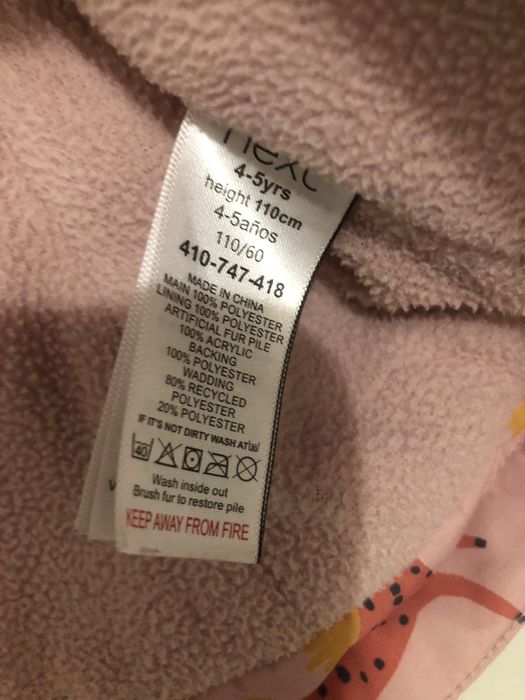 next
4-5yrs
height 110cm
4-5años
110/60
410-747-418
MADE IN CHINA
MAIN 100% POLYESTER
LINING 100% POLYESTER
ARTIFICIAL FUR PILE
100% ACRYLIC
BACKING
100% POLYESTER
WADDING
80% RECYCLED
POLYESTER
20% POLYESTER
IF IT'S NOT DIRTY WASH AT
40
Wash inside out
Brush fur to restore pile
KEEP AWAY FROM FIRE